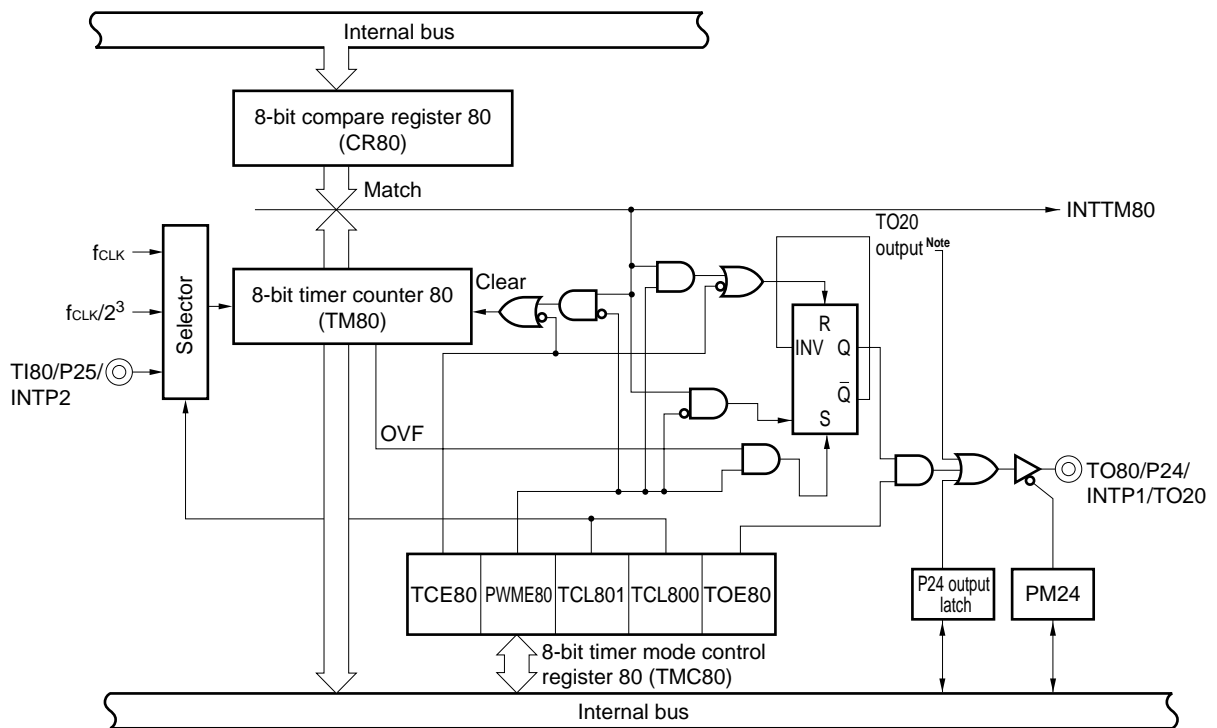 Internal bus
8-bit compare register 80
(CR80)
Match
INTTM80
TO20
output Note
fCLK
fCLK/2³
TI80/P25/
INTP2
Selector
8-bit timer counter 80
(TM80)
Clear
R
INV Q
Q̅
S
OVF
TO80/P24/
INTP1/TO20
TCE80 PWME80 TCL801 TCL800 TOE80
P24 output
latch
PM24
8-bit timer mode control
register 80 (TMC80)
Internal bus